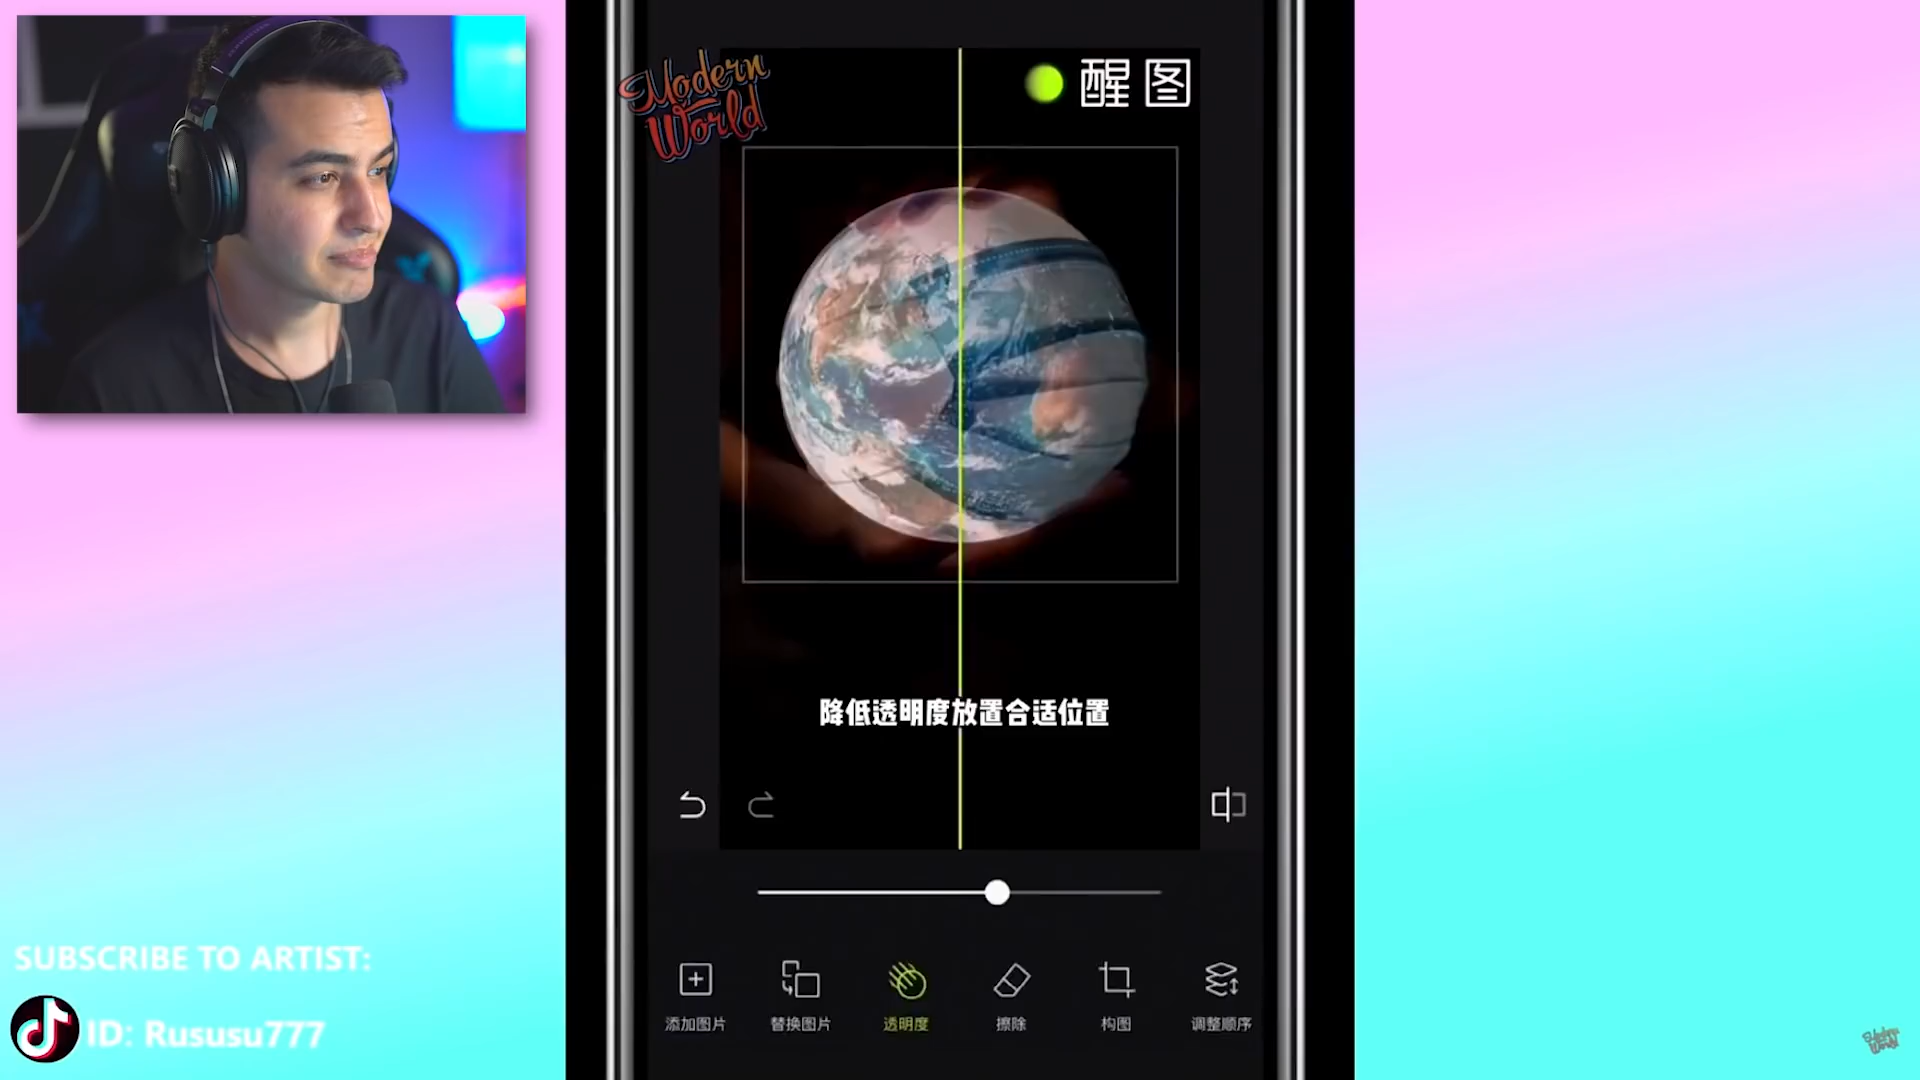 Modern
World
醒图
降低透明度放置合适位置
添加图片
替换图片
透明度
擦除
构图
调整顺序
SUBSCRIBE TO ARTIST:
ID: Rususu777
Modern
World